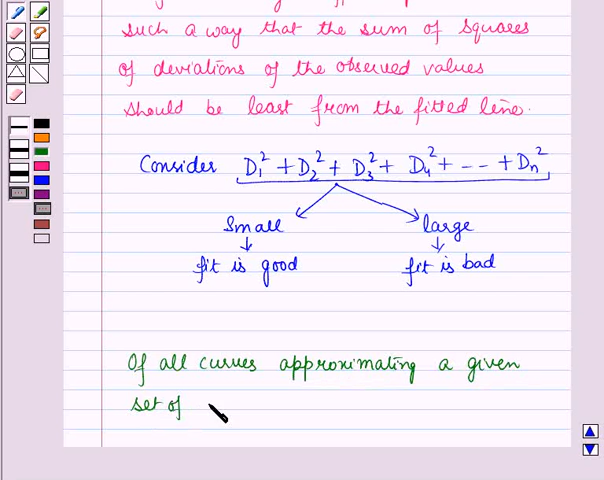 such a way that the sum of squares
of deviations of the observed values
should be least from the fitted line.
Consider D₁² + D₂² + D₃² + D₄² + -- + Dn²
Small large
↓ ↓
fit is good fit is bad
Of all curves approximating a given
set of